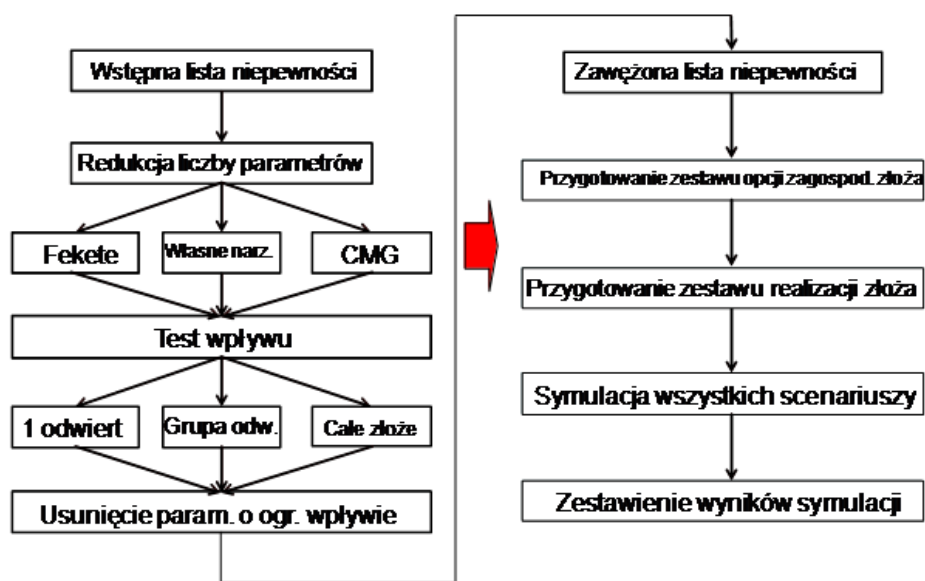 Wstępna lista niepewności
Redukcja liczby parametrów
Fekete
Własne narz.
CMG
Test wpływu
1 odwiert
Grupa odw.
Całe złoże
Usunięcie param. o ogr. wpływie
Zawężona lista niepewności
Przygotowanie zestawu opcji zagospod. złoża
Przygotowanie zestawu realizacji złoża
Symulacja wszystkich scenariuszy
Zestawienie wyników symulacji